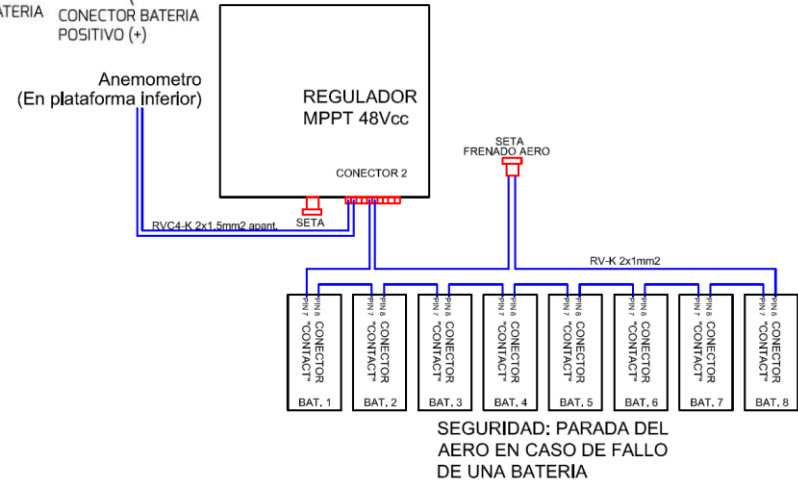 ATERIA
CONECTOR BATERIA
POSITIVO (+)
Anemometro
(En plataforma inferior)
REGULADOR
MPPT 48Vcc
CONECTOR 2
SETA
FRENADO AERO
RVC4-K 2x1.5mm2 apant.
SETA
RV-K 2x1mm2
PIN 7
PIN 8
CONECTOR
"CONTACT"
BAT. 1
PIN 7
PIN 8
CONECTOR
"CONTACT"
BAT. 2
PIN 7
PIN 8
CONECTOR
"CONTACT"
BAT. 3
PIN 7
PIN 8
CONECTOR
"CONTACT"
BAT. 4
PIN 7
PIN 8
CONECTOR
"CONTACT"
BAT. 5
PIN 7
PIN 8
CONECTOR
"CONTACT"
BAT. 6
PIN 7
PIN 8
CONECTOR
"CONTACT"
BAT. 7
PIN 7
PIN 8
CONECTOR
"CONTACT"
BAT. 8
SEGURIDAD: PARADA DEL
AERO EN CASO DE FALLO
DE UNA BATERIA